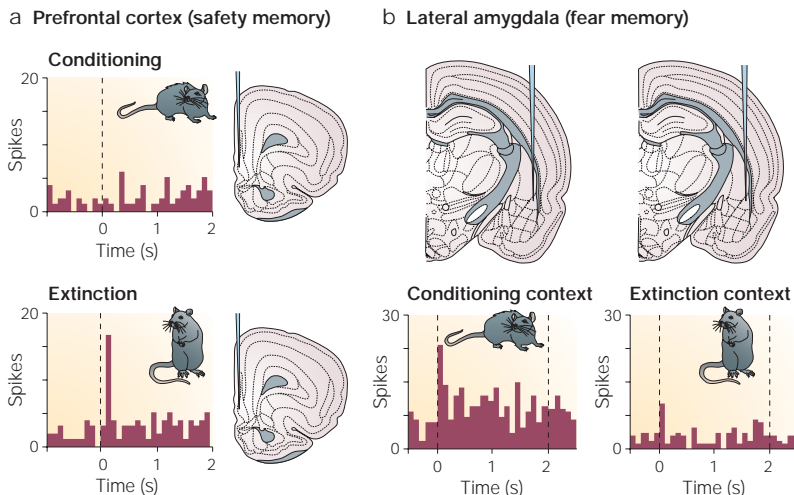 a Prefrontal cortex (safety memory)
Conditioning
20
10
0
Spikes
0 1 2
Time (s)
Extinction
20
10
0
Spikes
0 1 2
Time (s)
b Lateral amygdala (fear memory)
Conditioning context
30
0
Spikes
0 1 2
Time (s)
Extinction context
30
0
Spikes
0 1 2
Time (s)